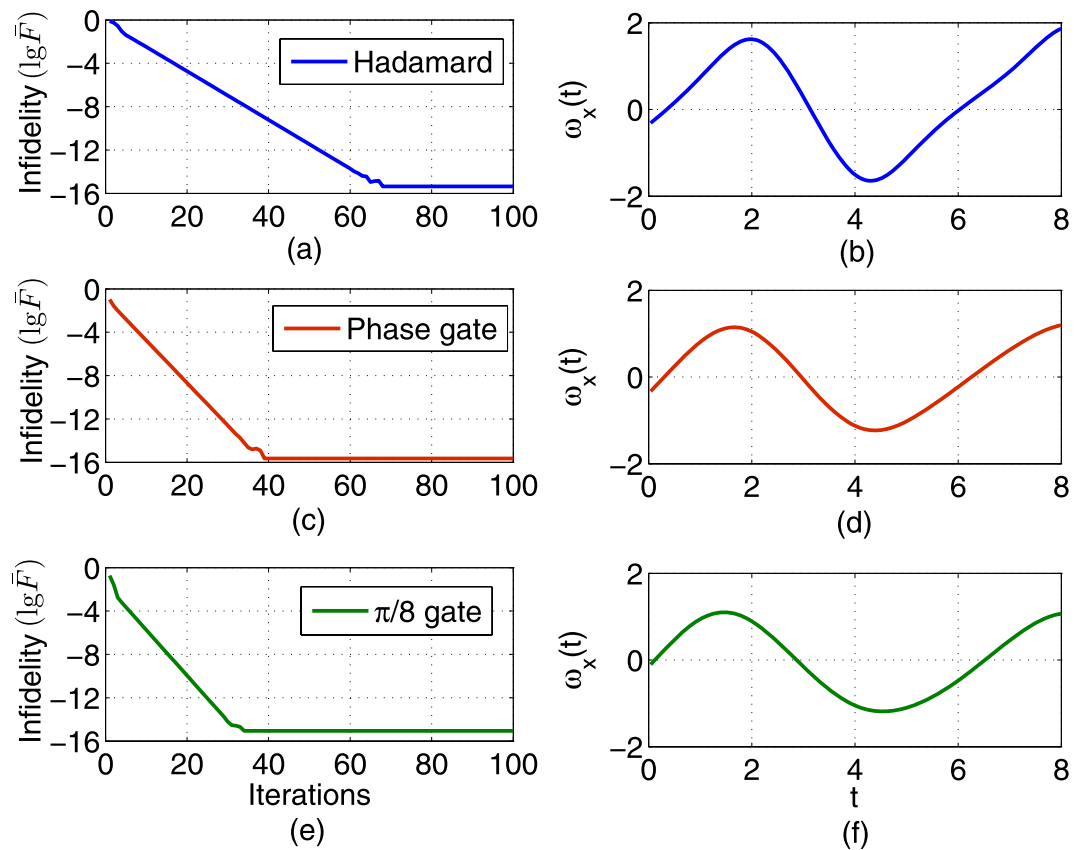 Infidelity (lg F̄)
0
−4
−8
−12
−16
Hadamard
0 20 40 60 80 100
(a)
ω_x(t)
2
0
−2
0 2 4 6 8
(b)
Infidelity (lg F̄)
0
−4
−8
−12
−16
Phase gate
0 20 40 60 80 100
(c)
ω_x(t)
2
0
−2
0 2 4 6 8
(d)
Infidelity (lg F̄)
0
−4
−8
−12
−16
π/8 gate
0 20 40 60 80 100
Iterations
(e)
ω_x(t)
2
0
−2
0 2 4 6 8
t
(f)